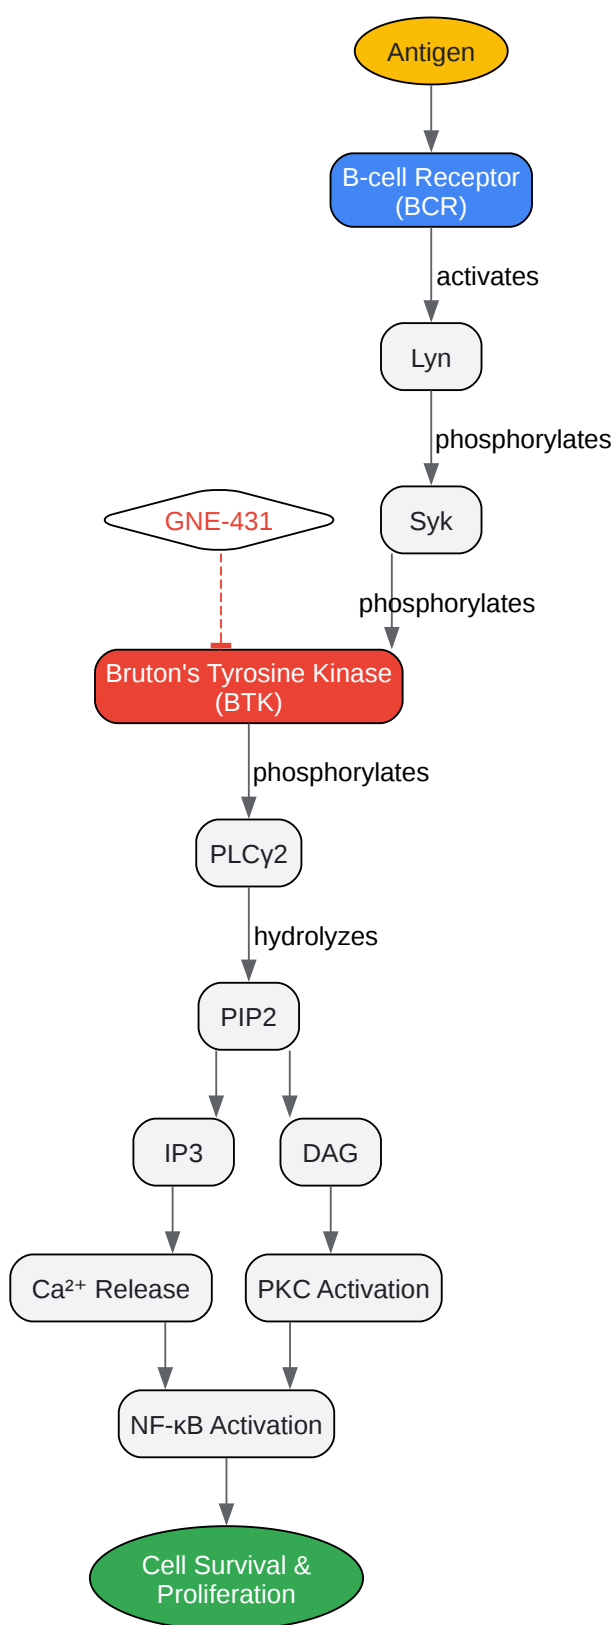 Antigen
B-cell Receptor
(BCR)
activates
Lyn
phosphorylates
GNE-431
Syk
phosphorylates
Bruton's Tyrosine Kinase
(BTK)
phosphorylates
PLCγ2
hydrolyzes
PIP2
IP3
DAG
Ca²⁺ Release
PKC Activation
NF-κB Activation
Cell Survival &
Proliferation